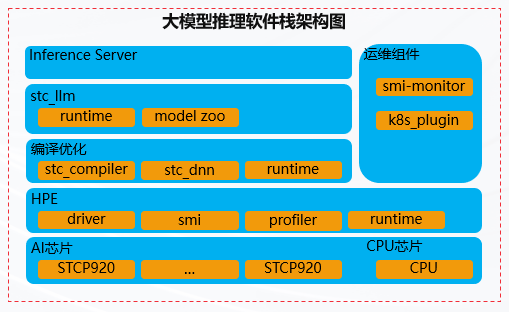 大模型推理软件栈架构图
Inference Server
运维组件
smi-monitor
k8s_plugin
stc_llm
runtime model zoo
编译优化
stc_compiler stc_dnn runtime
HPE
driver smi profiler runtime
AI芯片 CPU芯片
STCP920 ... STCP920 CPU